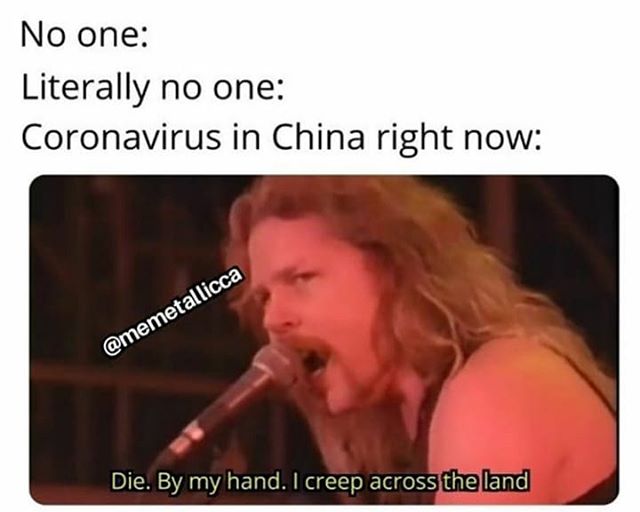 No one:
Literally no one:
Coronavirus in China right now:
@memetallicca
Die. By my hand. I creep across the land